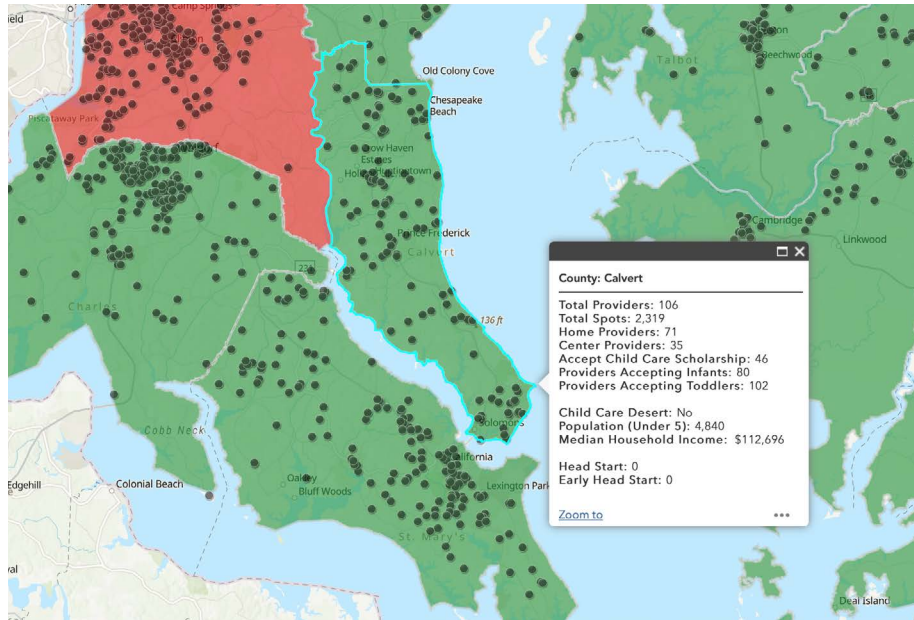 Camp Springs
Old Colony Cove
Chesapeake
Beach
Piscataway Park
Talbot
Beechwood
Estates
Huntingtown
Prince Frederick
Calvert
Cambridge
Linkwood
231
Charles
136 ft
Solomons
Cobb Neck
California
Oakley
Bluff Woods
Lexington Park
Edgehill
Colonial Beach
St. Mary's
Deal Island
County: Calvert
Total Providers: 106
Total Spots: 2,319
Home Providers: 71
Center Providers: 35
Accept Child Care Scholarship: 46
Providers Accepting Infants: 80
Providers Accepting Toddlers: 102
Child Care Desert: No
Population (Under 5): 4,840
Median Household Income: $112,696
Head Start: 0
Early Head Start: 0
Zoom to